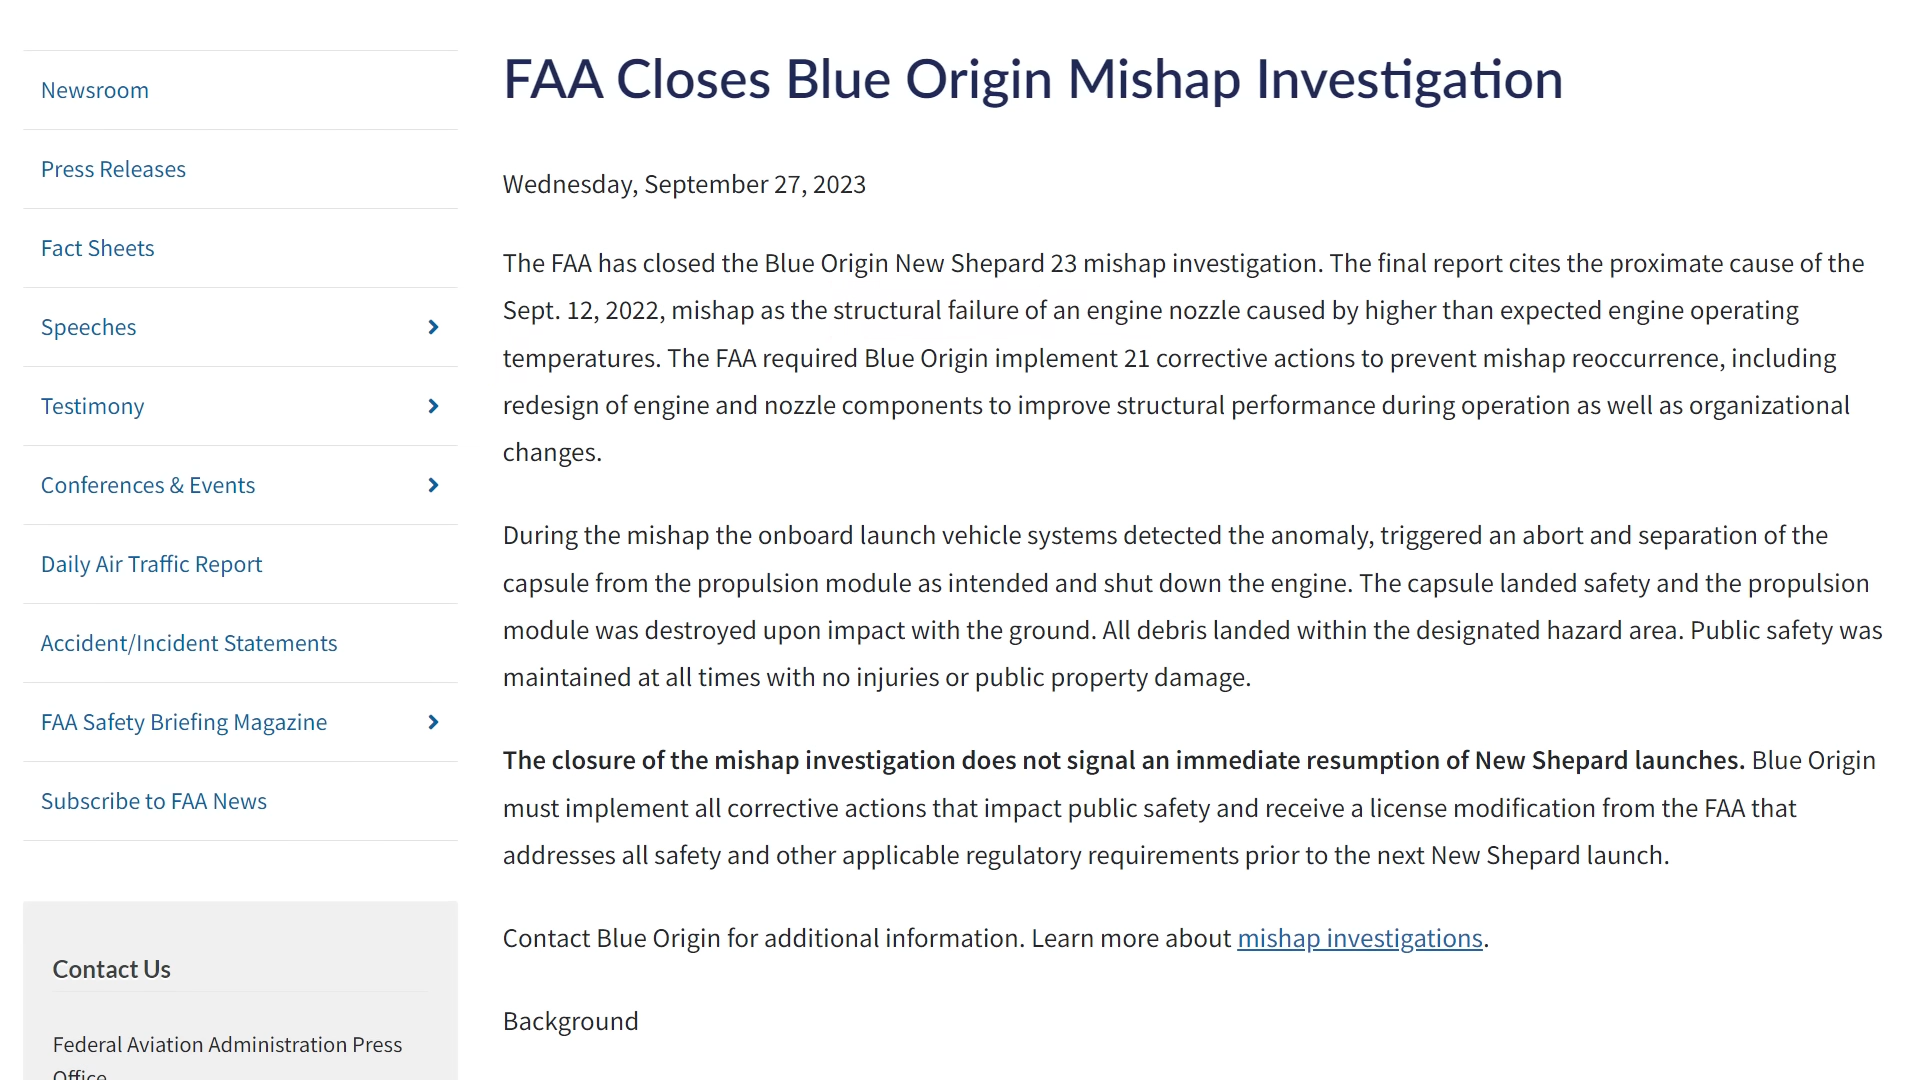 Newsroom
Press Releases
Fact Sheets
Speeches
Testimony
Conferences & Events
Daily Air Traffic Report
Accident/Incident Statements
FAA Safety Briefing Magazine
Subscribe to FAA News
Contact Us
Federal Aviation Administration Press
Office
FAA Closes Blue Origin Mishap Investigation
Wednesday, September 27, 2023
The FAA has closed the Blue Origin New Shepard 23 mishap investigation. The final report cites the proximate cause of the
Sept. 12, 2022, mishap as the structural failure of an engine nozzle caused by higher than expected engine operating
temperatures. The FAA required Blue Origin implement 21 corrective actions to prevent mishap reoccurrence, including
redesign of engine and nozzle components to improve structural performance during operation as well as organizational
changes.
During the mishap the onboard launch vehicle systems detected the anomaly, triggered an abort and separation of the
capsule from the propulsion module as intended and shut down the engine. The capsule landed safety and the propulsion
module was destroyed upon impact with the ground. All debris landed within the designated hazard area. Public safety was
maintained at all times with no injuries or public property damage.
The closure of the mishap investigation does not signal an immediate resumption of New Shepard launches. Blue Origin
must implement all corrective actions that impact public safety and receive a license modification from the FAA that
addresses all safety and other applicable regulatory requirements prior to the next New Shepard launch.
Contact Blue Origin for additional information. Learn more about mishap investigations.
Background